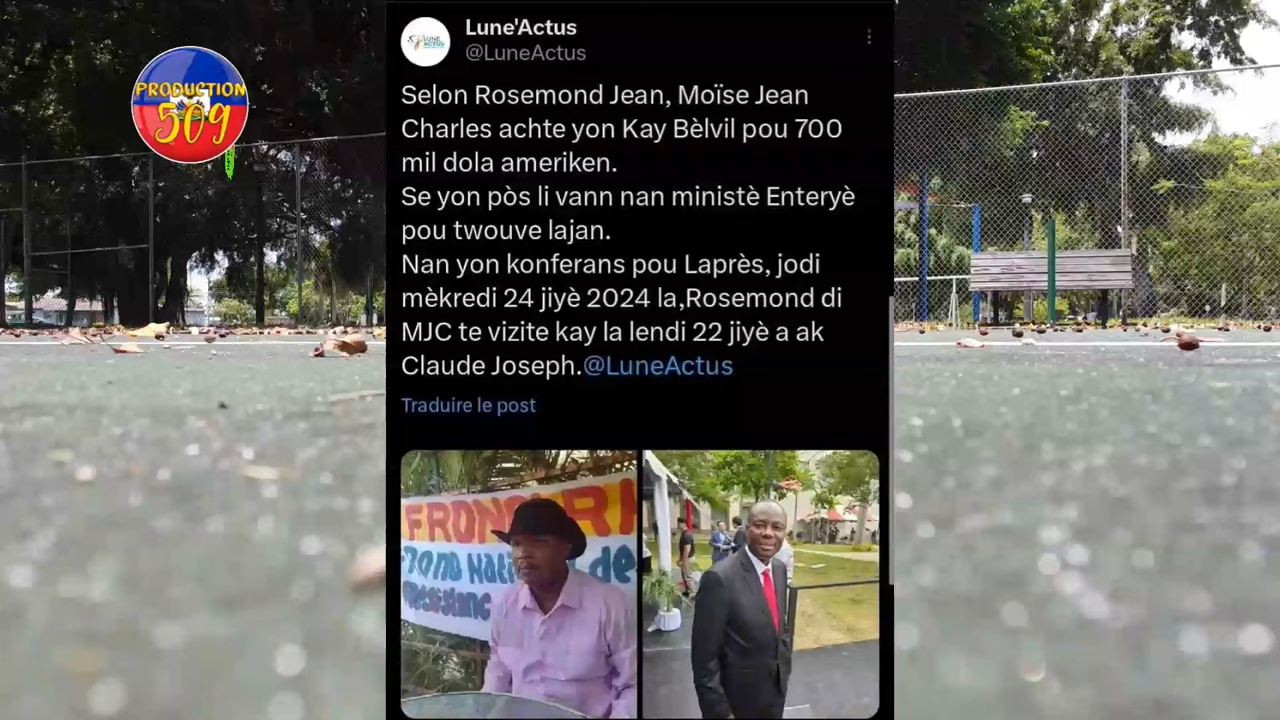 PRODUCTION
509
Lune'Actus
@LuneActus
Selon Rosemond Jean, Moïse Jean
Charles achte yon Kay Bèlvil pou 700
mil dola ameriken.
Se yon pòs li vann nan ministè Enteryè
pou twouve lajan.
Nan yon konferans pou Laprès, jodi
mèkredi 24 jiyè 2024 la,Rosemond di
MJC te vizite kay la lendi 22 jiyè a ak
Claude Joseph.@LuneActus
Traduire le post